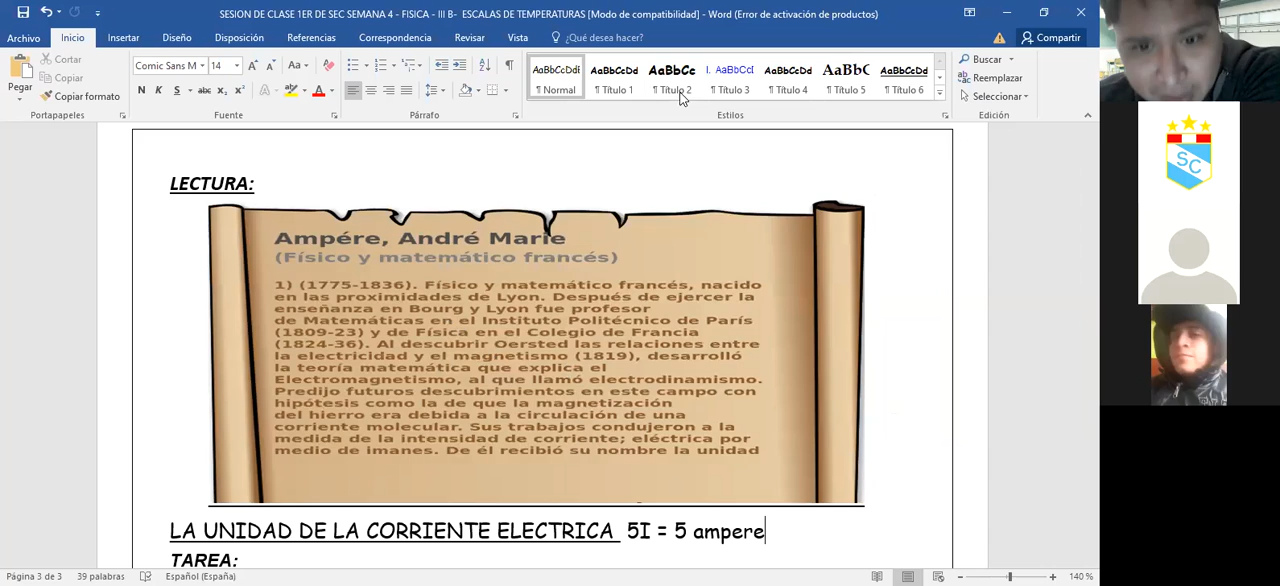 SESION DE CLASE 1ER DE SEC SEMANA 4 - FISICA - III B- ESCALAS DE TEMPERATURAS [Modo de compatibilidad] - Word (Error de activación de productos)
Archivo Inicio Insertar Diseño Disposición Referencias Correspondencia Revisar Vista ¿Qué desea hacer? Compartir
Cortar
Copiar
Copiar formato
Pegar
Portapapeles
Comic Sans M 14
N K S abc x₂ x²
Fuente
Párrafo
AaBbCcDdI AaBbCcDd AaBbCc I. AaBbCcI AaBbCcDd AaBbC AaBbCcDd
¶ Normal ¶ Título 1 ¶ Título 2 ¶ Título 3 ¶ Título 4 ¶ Título 5 ¶ Título 6
Estilos
Buscar
Reemplazar
Seleccionar
Edición
LECTURA:
Ampére, André Marie
(Físico y matemático francés)
1) (1775-1836). Físico y matemático francés, nacido
en las proximidades de Lyon. Después de ejercer la
enseñanza en Bourg y Lyon fue profesor
de Matemáticas en el Instituto Politécnico de París
(1809-23) y de Física en el Colegio de Francia
(1824-36). Al descubrir Oersted las relaciones entre
la electricidad y el magnetismo (1819), desarrolló
la teoría matemática que explica el
Electromagnetismo, al que llamó electrodinamismo.
Predijo futuros descubrimientos en este campo con
hipótesis como la de que la magnetización
del hierro era debida a la circulación de una
corriente molecular. Sus trabajos condujeron a la
medida de la intensidad de corriente; eléctrica por
medio de imanes. De él recibió su nombre la unidad
LA UNIDAD DE LA CORRIENTE ELECTRICA 5I = 5 ampere
TAREA:
Página 3 de 3 39 palabras Español (España) 140 %
SC